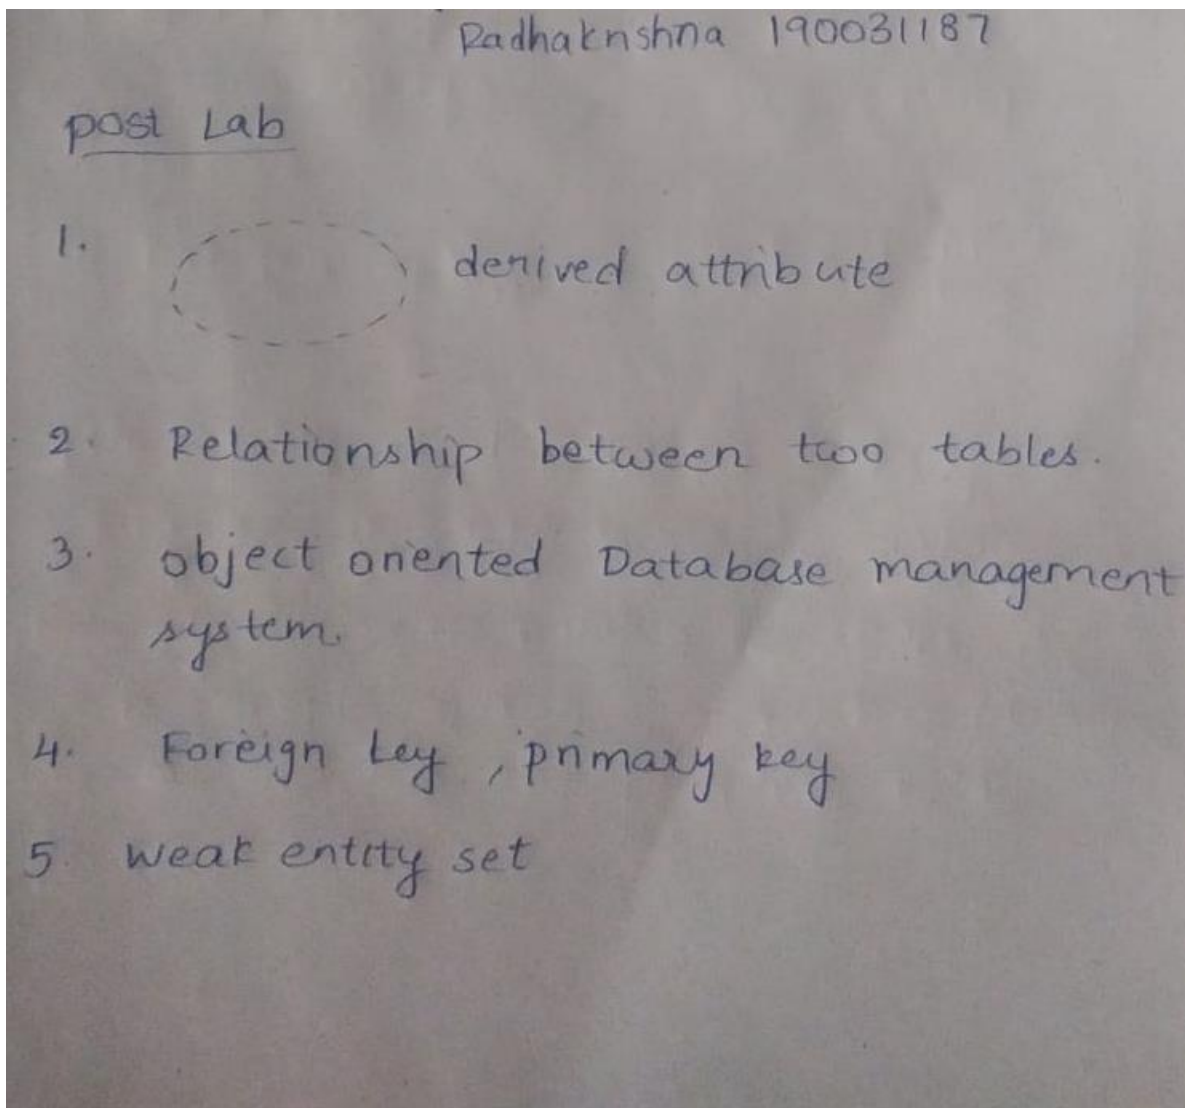 Radhakrishna 190031187
post Lab
1. derived attribute
2. Relationship between two tables.
3. object oriented Database management
system.
4. Foreign key, primary key
5. weak entity set